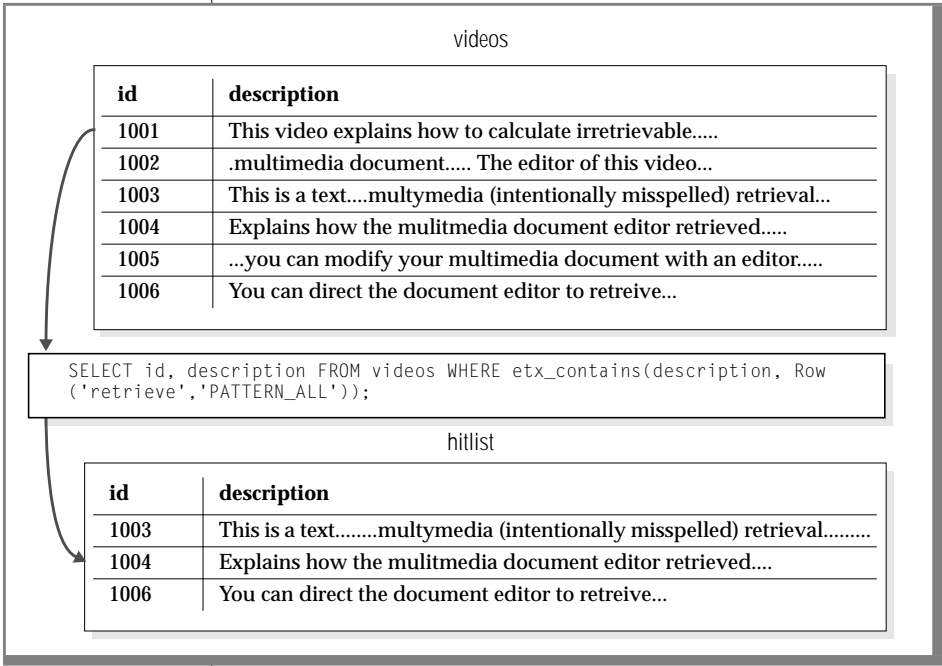 videos
id description
1001 This video explains how to calculate irretrievable.....
1002 .multimedia document..... The editor of this video...
1003 This is a text....multymedia (intentionally misspelled) retrieval...
1004 Explains how the mulitmedia document editor retrieved.....
1005 ...you can modify your multimedia document with an editor.....
1006 You can direct the document editor to retreive...
SELECT id, description FROM videos WHERE etx_contains(description, Row
('retrieve','PATTERN_ALL'));
hitlist
id description
1003 This is a text........multymedia (intentionally misspelled) retrieval.........
1004 Explains how the mulitmedia document editor retrieved....
1006 You can direct the document editor to retreive...